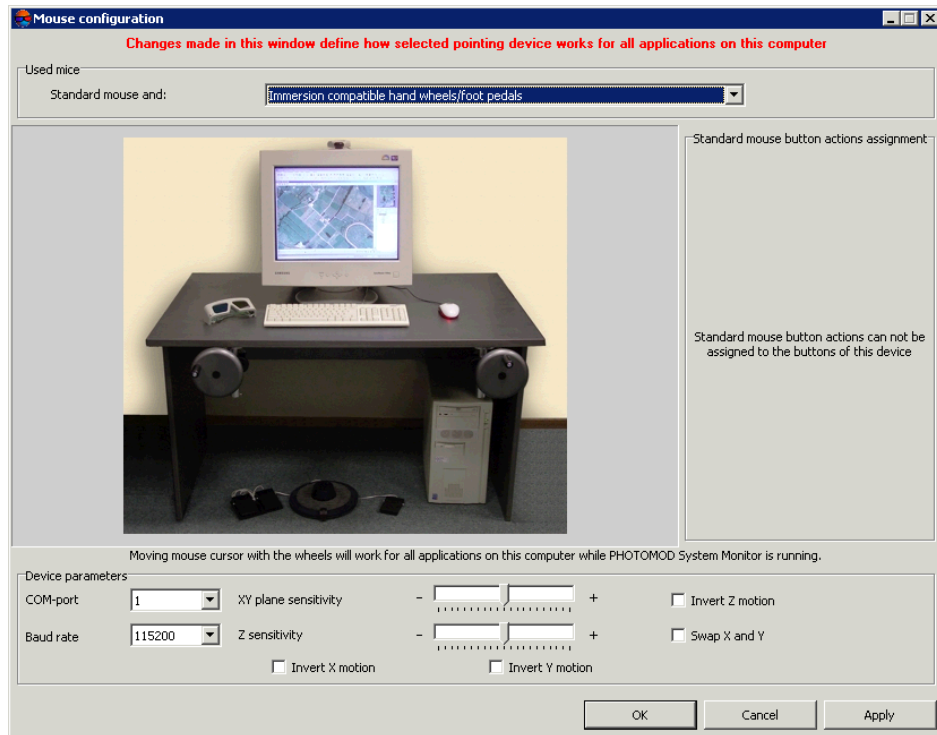 Mouse configuration
Changes made in this window define how selected pointing device works for all applications on this computer
Used mice
Standard mouse and:
Immersion compatible hand wheels/foot pedals
Standard mouse button actions assignment
Standard mouse button actions can not be
assigned to the buttons of this device
Moving mouse cursor with the wheels will work for all applications on this computer while PHOTOMOD System Monitor is running.
Device parameters
COM-port
1
XY plane sensitivity
-
+
Invert Z motion
Baud rate
115200
Z sensitivity
-
+
Swap X and Y
Invert X motion
Invert Y motion
OK
Cancel
Apply